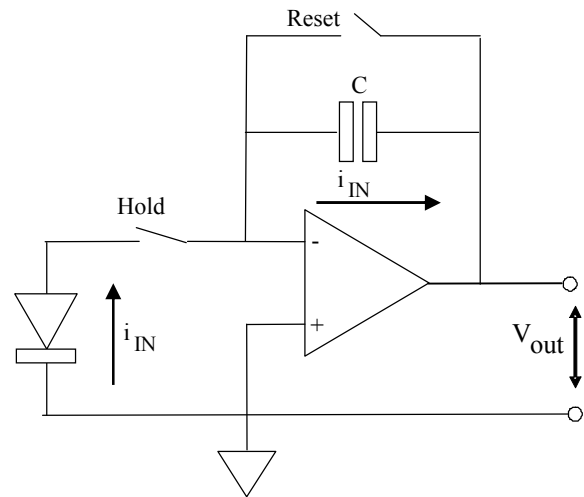 Reset
C
i IN
Hold
-
+
i IN
V out